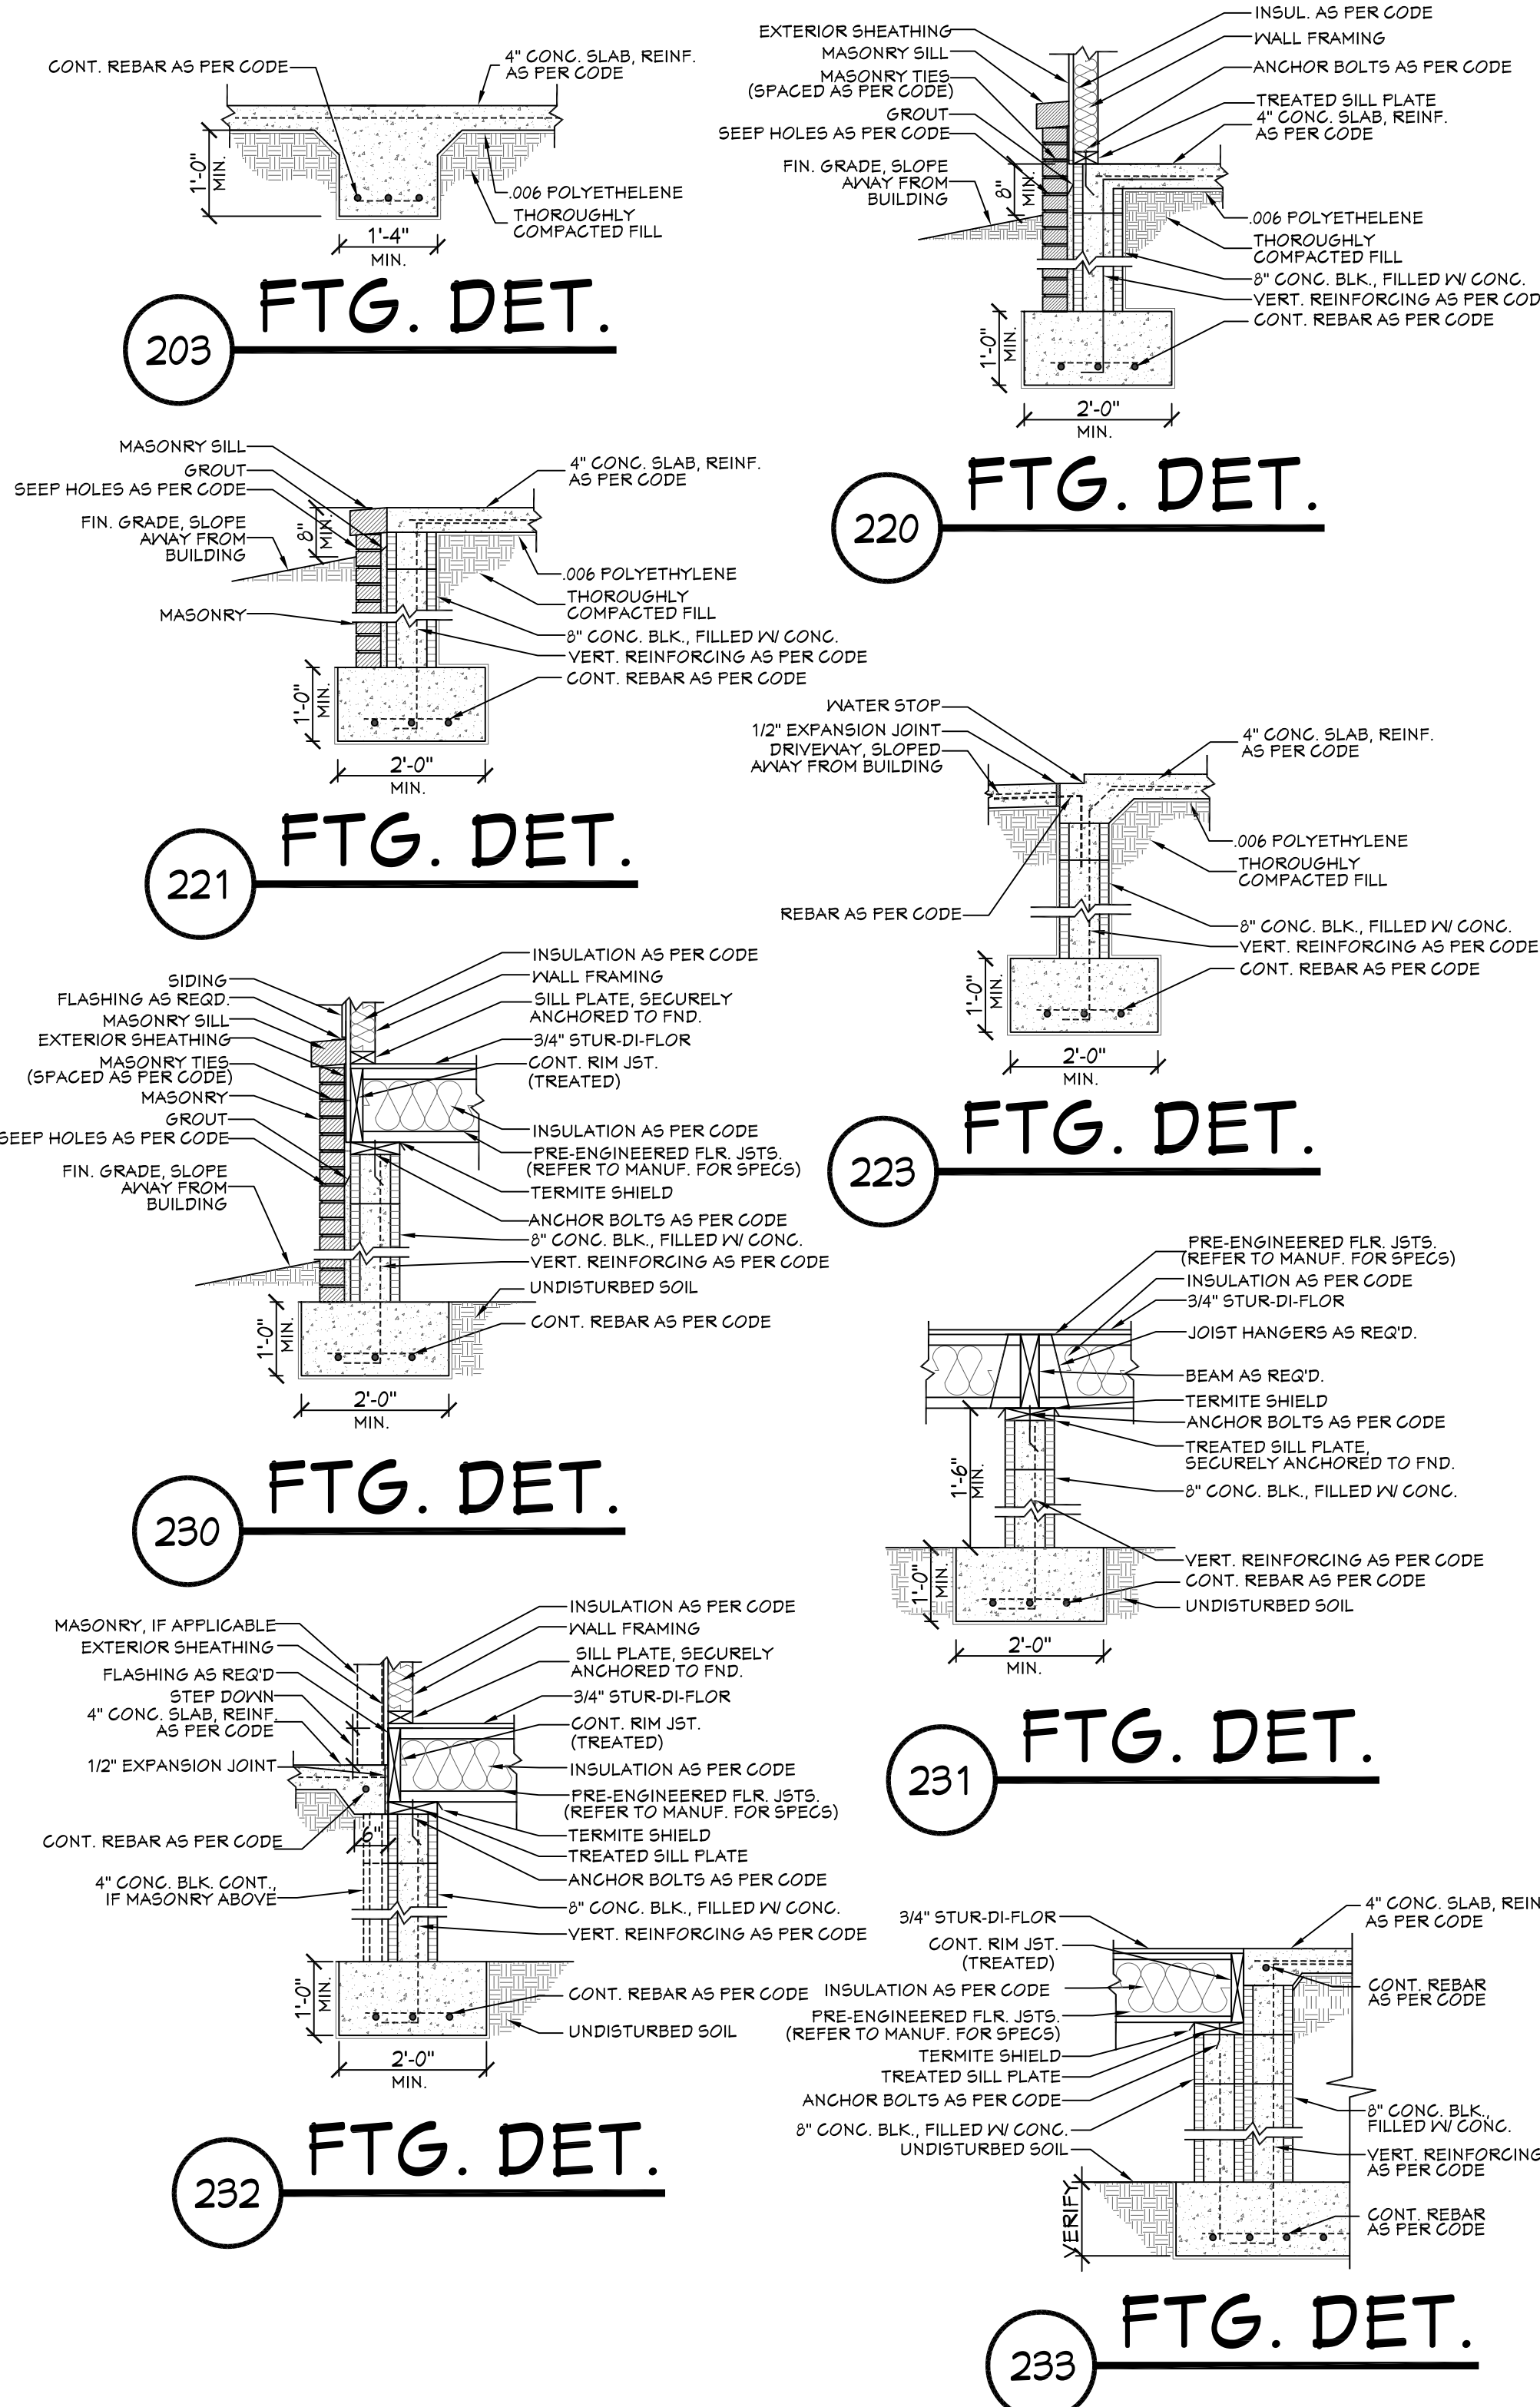 CONT. REBAR AS PER CODE
4" CONC. SLAB, REINF.
AS PER CODE
1'-0"
MIN.
.006 POLYETHELENE
THOROUGHLY
COMPACTED FILL
1'-4"
MIN.
FTG. DET.
203
EXTERIOR SHEATHING
MASONRY SILL
MASONRY TIES
(SPACED AS PER CODE)
GROUT
SEEP HOLES AS PER CODE
FIN. GRADE, SLOPE
AWAY FROM
BUILDING
8"
MIN.
INSUL. AS PER CODE
WALL FRAMING
ANCHOR BOLTS AS PER CODE
TREATED SILL PLATE
4" CONC. SLAB, REINF.
AS PER CODE
.006 POLYETHELENE
THOROUGHLY
COMPACTED FILL
8" CONC. BLK., FILLED W/ CONC.
VERT. REINFORCING AS PER COD
CONT. REBAR AS PER CODE
1'-0"
MIN.
2'-0"
MIN.
FTG. DET.
220
MASONRY SILL
GROUT
SEEP HOLES AS PER CODE
FIN. GRADE, SLOPE
AWAY FROM
BUILDING
8"
MIN.
MASONRY
4" CONC. SLAB, REINF.
AS PER CODE
.006 POLYETHYLENE
THOROUGHLY
COMPACTED FILL
8" CONC. BLK., FILLED W/ CONC.
VERT. REINFORCING AS PER CODE
CONT. REBAR AS PER CODE
1'-0"
MIN.
2'-0"
MIN.
FTG. DET.
221
WATER STOP
1/2" EXPANSION JOINT
DRIVEWAY, SLOPED
AWAY FROM BUILDING
REBAR AS PER CODE
4" CONC. SLAB, REINF.
AS PER CODE
.006 POLYETHYLENE
THOROUGHLY
COMPACTED FILL
8" CONC. BLK., FILLED W/ CONC.
VERT. REINFORCING AS PER CODE
CONT. REBAR AS PER CODE
1'-0"
MIN.
2'-0"
MIN.
FTG. DET.
223
SIDING
FLASHING AS REQD.
MASONRY SILL
EXTERIOR SHEATHING
MASONRY TIES
(SPACED AS PER CODE)
MASONRY
GROUT
SEEP HOLES AS PER CODE
FIN. GRADE, SLOPE
AWAY FROM
BUILDING
INSULATION AS PER CODE
WALL FRAMING
SILL PLATE, SECURELY
ANCHORED TO FND.
3/4" STUR-DI-FLOR
CONT. RIM JST.
(TREATED)
INSULATION AS PER CODE
PRE-ENGINEERED FLR. JSTS.
(REFER TO MANUF. FOR SPECS)
TERMITE SHIELD
ANCHOR BOLTS AS PER CODE
8" CONC. BLK., FILLED W/ CONC.
VERT. REINFORCING AS PER CODE
UNDISTURBED SOIL
CONT. REBAR AS PER CODE
1'-0"
MIN.
2'-0"
MIN.
FTG. DET.
230
PRE-ENGINEERED FLR. JSTS.
(REFER TO MANUF. FOR SPECS)
INSULATION AS PER CODE
3/4" STUR-DI-FLOR
JOIST HANGERS AS REQ'D.
BEAM AS REQ'D.
TERMITE SHIELD
ANCHOR BOLTS AS PER CODE
TREATED SILL PLATE,
SECURELY ANCHORED TO FND.
8" CONC. BLK., FILLED W/ CONC.
VERT. REINFORCING AS PER CODE
CONT. REBAR AS PER CODE
UNDISTURBED SOIL
1'-6"
MIN.
1'-0"
MIN.
2'-0"
MIN.
FTG. DET.
231
MASONRY, IF APPLICABLE
EXTERIOR SHEATHING
FLASHING AS REQ'D
STEP DOWN
4" CONC. SLAB, REINF.
AS PER CODE
1/2" EXPANSION JOINT
CONT. REBAR AS PER CODE
6"
4" CONC. BLK. CONT.,
IF MASONRY ABOVE
INSULATION AS PER CODE
WALL FRAMING
SILL PLATE, SECURELY
ANCHORED TO FND.
3/4" STUR-DI-FLOR
CONT. RIM JST.
(TREATED)
INSULATION AS PER CODE
PRE-ENGINEERED FLR. JSTS.
(REFER TO MANUF. FOR SPECS)
TERMITE SHIELD
TREATED SILL PLATE
ANCHOR BOLTS AS PER CODE
8" CONC. BLK., FILLED W/ CONC.
VERT. REINFORCING AS PER CODE
CONT. REBAR AS PER CODE
UNDISTURBED SOIL
1'-0"
MIN.
2'-0"
MIN.
FTG. DET.
232
3/4" STUR-DI-FLOR
CONT. RIM JST.
(TREATED)
INSULATION AS PER CODE
PRE-ENGINEERED FLR. JSTS.
(REFER TO MANUF. FOR SPECS)
TERMITE SHIELD
TREATED SILL PLATE
ANCHOR BOLTS AS PER CODE
8" CONC. BLK., FILLED W/ CONC.
UNDISTURBED SOIL
VERIFY
4" CONC. SLAB, REIN
AS PER CODE
CONT. REBAR
AS PER CODE
8" CONC. BLK.,
FILLED W/ CONC.
VERT. REINFORCING
AS PER CODE
CONT. REBAR
AS PER CODE
FTG. DET.
233